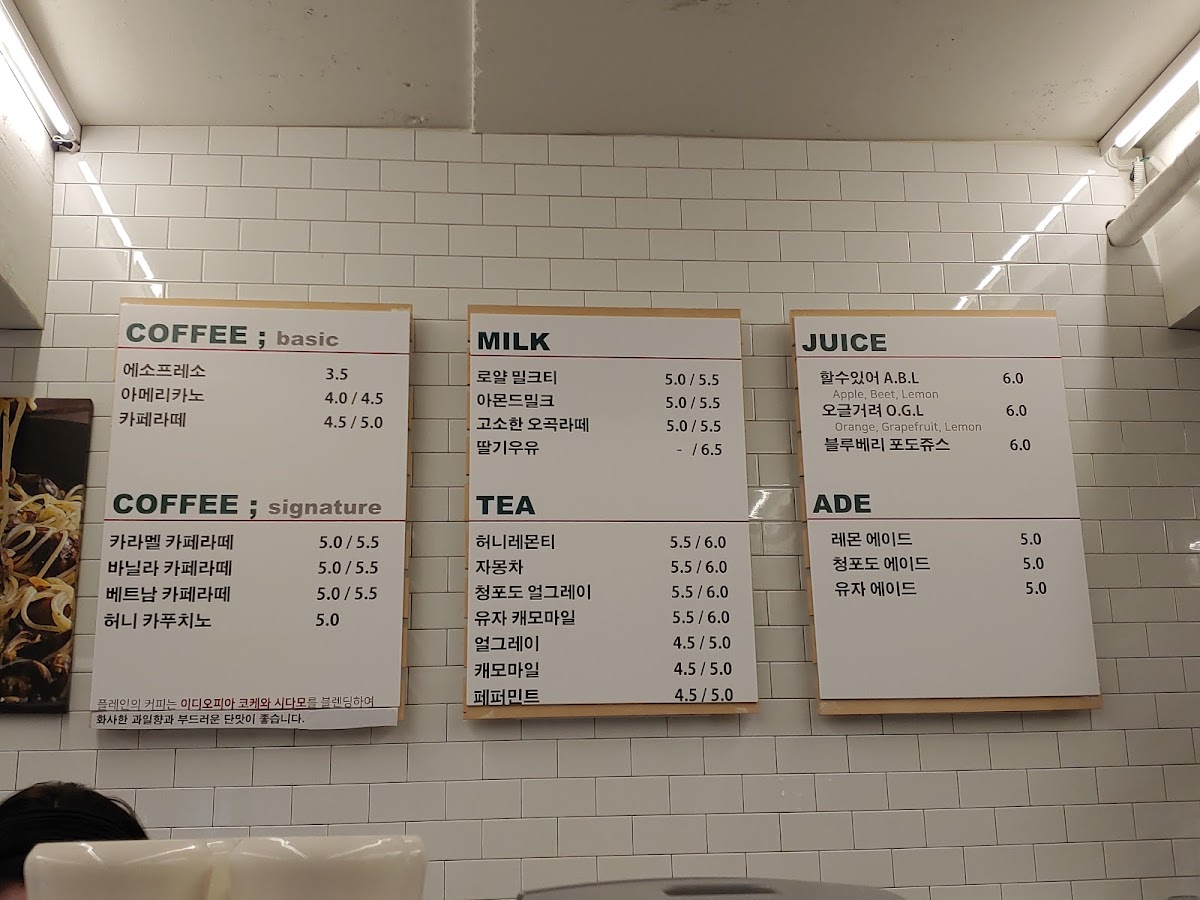 COFFEE ; basic
에소프레소 3.5
아메리카노 4.0 / 4.5
카페라떼 4.5 / 5.0
COFFEE ; signature
카라멜 카페라떼 5.0 / 5.5
바닐라 카페라떼 5.0 / 5.5
베트남 카페라떼 5.0 / 5.5
허니 카푸치노 5.0
플레인의 커피는 이디오피아 코케와 시다모를 블렌딩하여
화사한 과일향과 부드러운 단맛이 좋습니다.
MILK
로얄 밀크티 5.0 / 5.5
아몬드밀크 5.0 / 5.5
고소한 오곡라떼 5.0 / 5.5
딸기우유 - / 6.5
TEA
허니레몬티 5.5 / 6.0
자몽차 5.5 / 6.0
청포도 얼그레이 5.5 / 6.0
유자 캐모마일 5.5 / 6.0
얼그레이 4.5 / 5.0
캐모마일 4.5 / 5.0
페퍼민트 4.5 / 5.0
JUICE
할수있어 A.B.L 6.0
Apple, Beet, Lemon
오글거려 O.G.L 6.0
Orange, Grapefruit, Lemon
블루베리 포도쥬스 6.0
ADE
레몬 에이드 5.0
청포도 에이드 5.0
유자 에이드 5.0